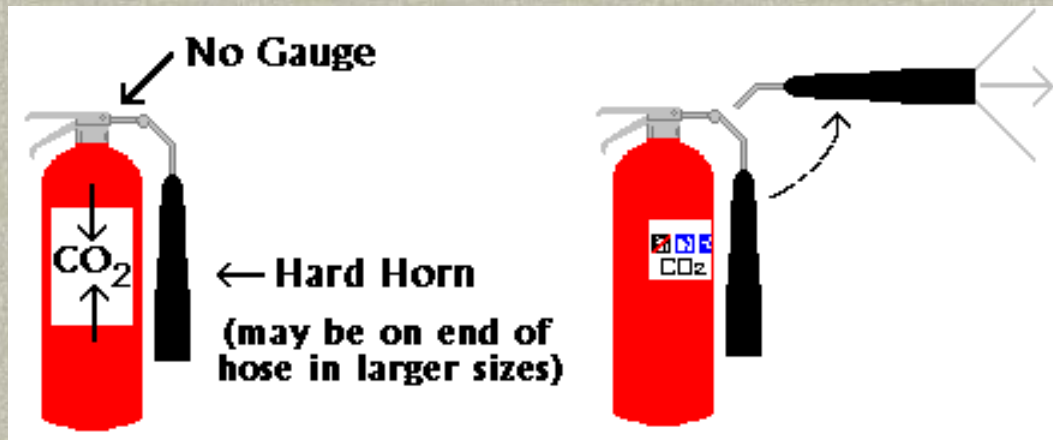 No Gauge
CO2
Hard Horn
(may be on end of
hose in larger sizes)
CO2